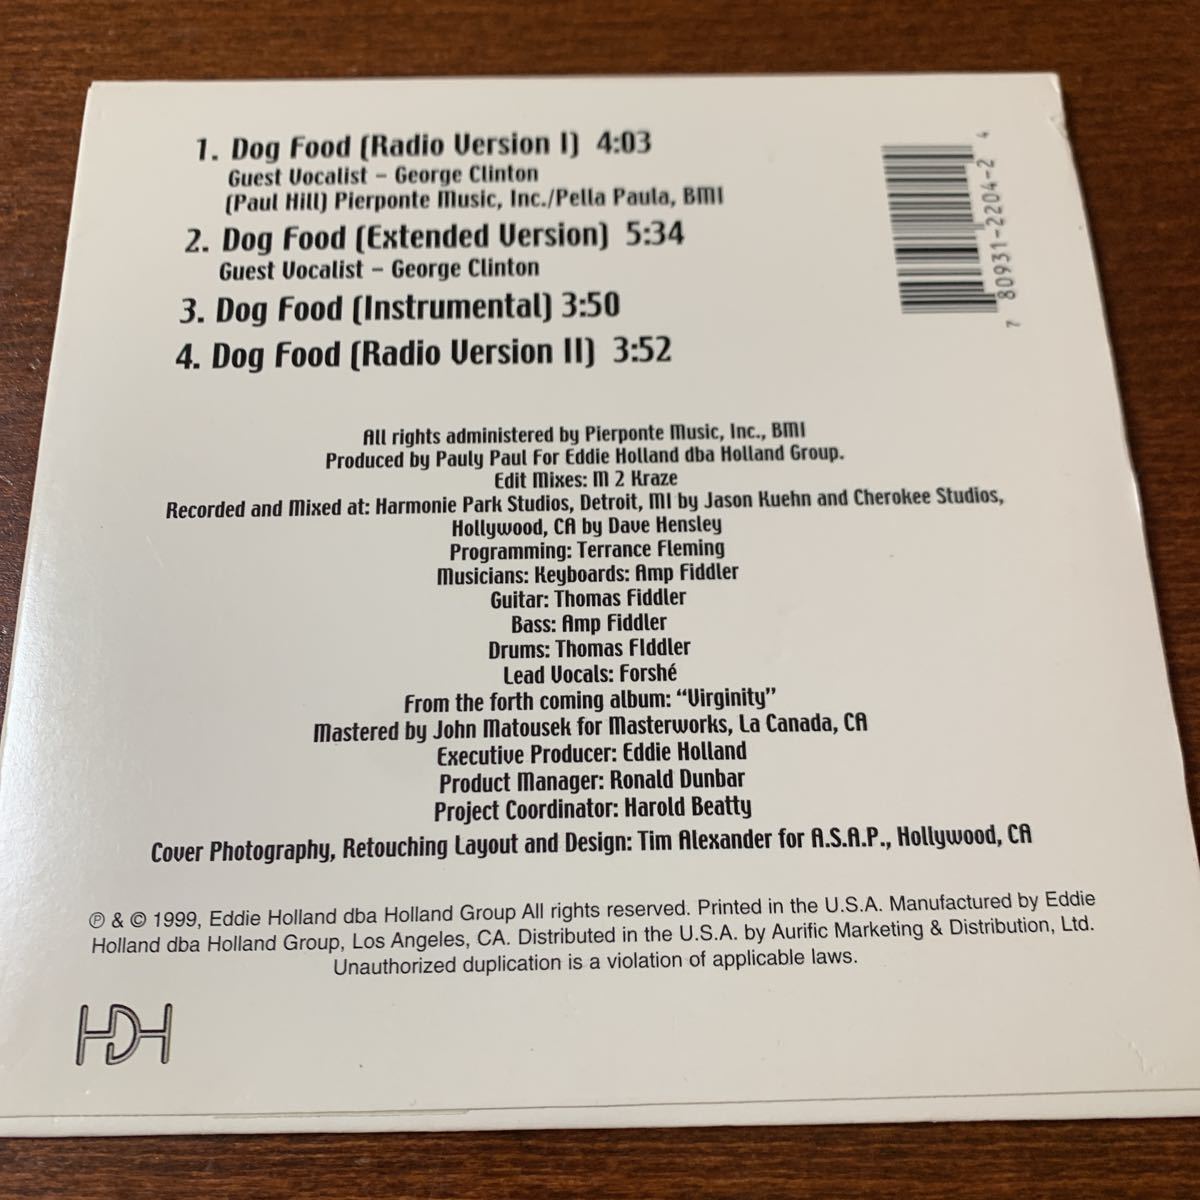 1. Dog Food (Radio Version I) 4:03
Guest Vocalist – George Clinton
(Paul Hill) Pierponte Music, Inc./Pella Paula, BMI
2. Dog Food (Extended Version) 5:34
Guest Vocalist – George Clinton
3. Dog Food (Instrumental) 3:50
4. Dog Food (Radio Version II) 3:52
7 80931-2204-2 4
All rights administered by Pierponte Music, Inc., BMI
Produced by Pauly Paul For Eddie Holland dba Holland Group.
Edit Mixes: M 2 Kraze
Recorded and Mixed at: Harmonie Park Studios, Detroit, MI by Jason Kuehn and Cherokee Studios,
Hollywood, CA by Dave Hensley
Programming: Terrance Fleming
Musicians: Keyboards: Amp Fiddler
Guitar: Thomas Fiddler
Bass: Amp Fiddler
Drums: Thomas FIddler
Lead Vocals: Forshé
From the forth coming album: “Virginity”
Mastered by John Matousek for Masterworks, La Canada, CA
Executive Producer: Eddie Holland
Product Manager: Ronald Dunbar
Project Coordinator: Harold Beatty
Cover Photography, Retouching Layout and Design: Tim Alexander for A.S.A.P., Hollywood, CA
℗ & © 1999, Eddie Holland dba Holland Group All rights reserved. Printed in the U.S.A. Manufactured by Eddie
Holland dba Holland Group, Los Angeles, CA. Distributed in the U.S.A. by Aurific Marketing & Distribution, Ltd.
Unauthorized duplication is a violation of applicable laws.
HDH